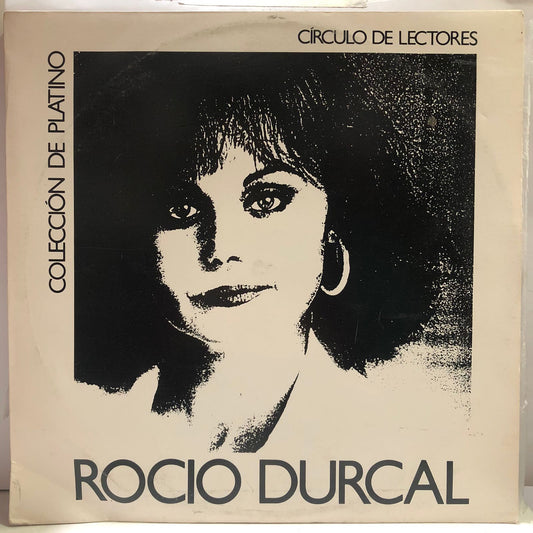 CÍRCULO DE LECTORES
COLECCIÓN DE PLATINO
ROCIO DURCAL